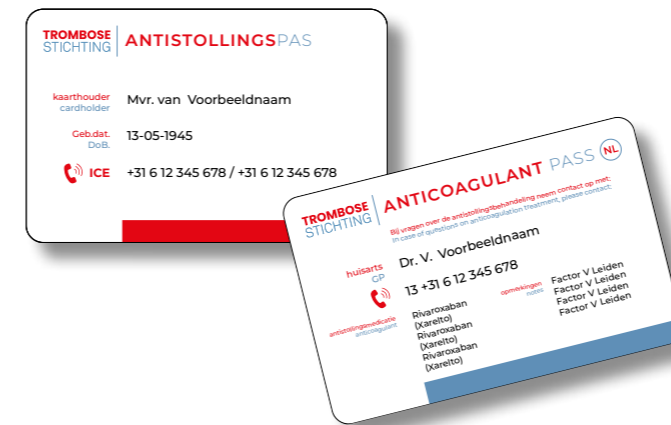 TROMBOSE
STICHTING
ANTISTOLLINGSPAS
kaarthouder
cardholder
Mvr. van Voorbeeldnaam
Geb.dat.
DoB.
13-05-1945
ICE
+31 6 12 345 678 / +31 6 12 345 678
TROMBOSE
STICHTING
ANTICOAGULANT PASS
NL
Bij vragen over de antistollingsbehandeling neem contact op met:
In case of questions on anticoagulation treatment, please contact:
huisarts
GP
Dr. V. Voorbeeldnaam
13 +31 6 12 345 678
antistollingsmedicatie
anticoagulant
Rivaroxaban
(Xarelto)
Rivaroxaban
(Xarelto)
Rivaroxaban
(Xarelto)
opmerkingen
notes
Factor V Leiden
Factor V Leiden
Factor V Leiden
Factor V Leiden